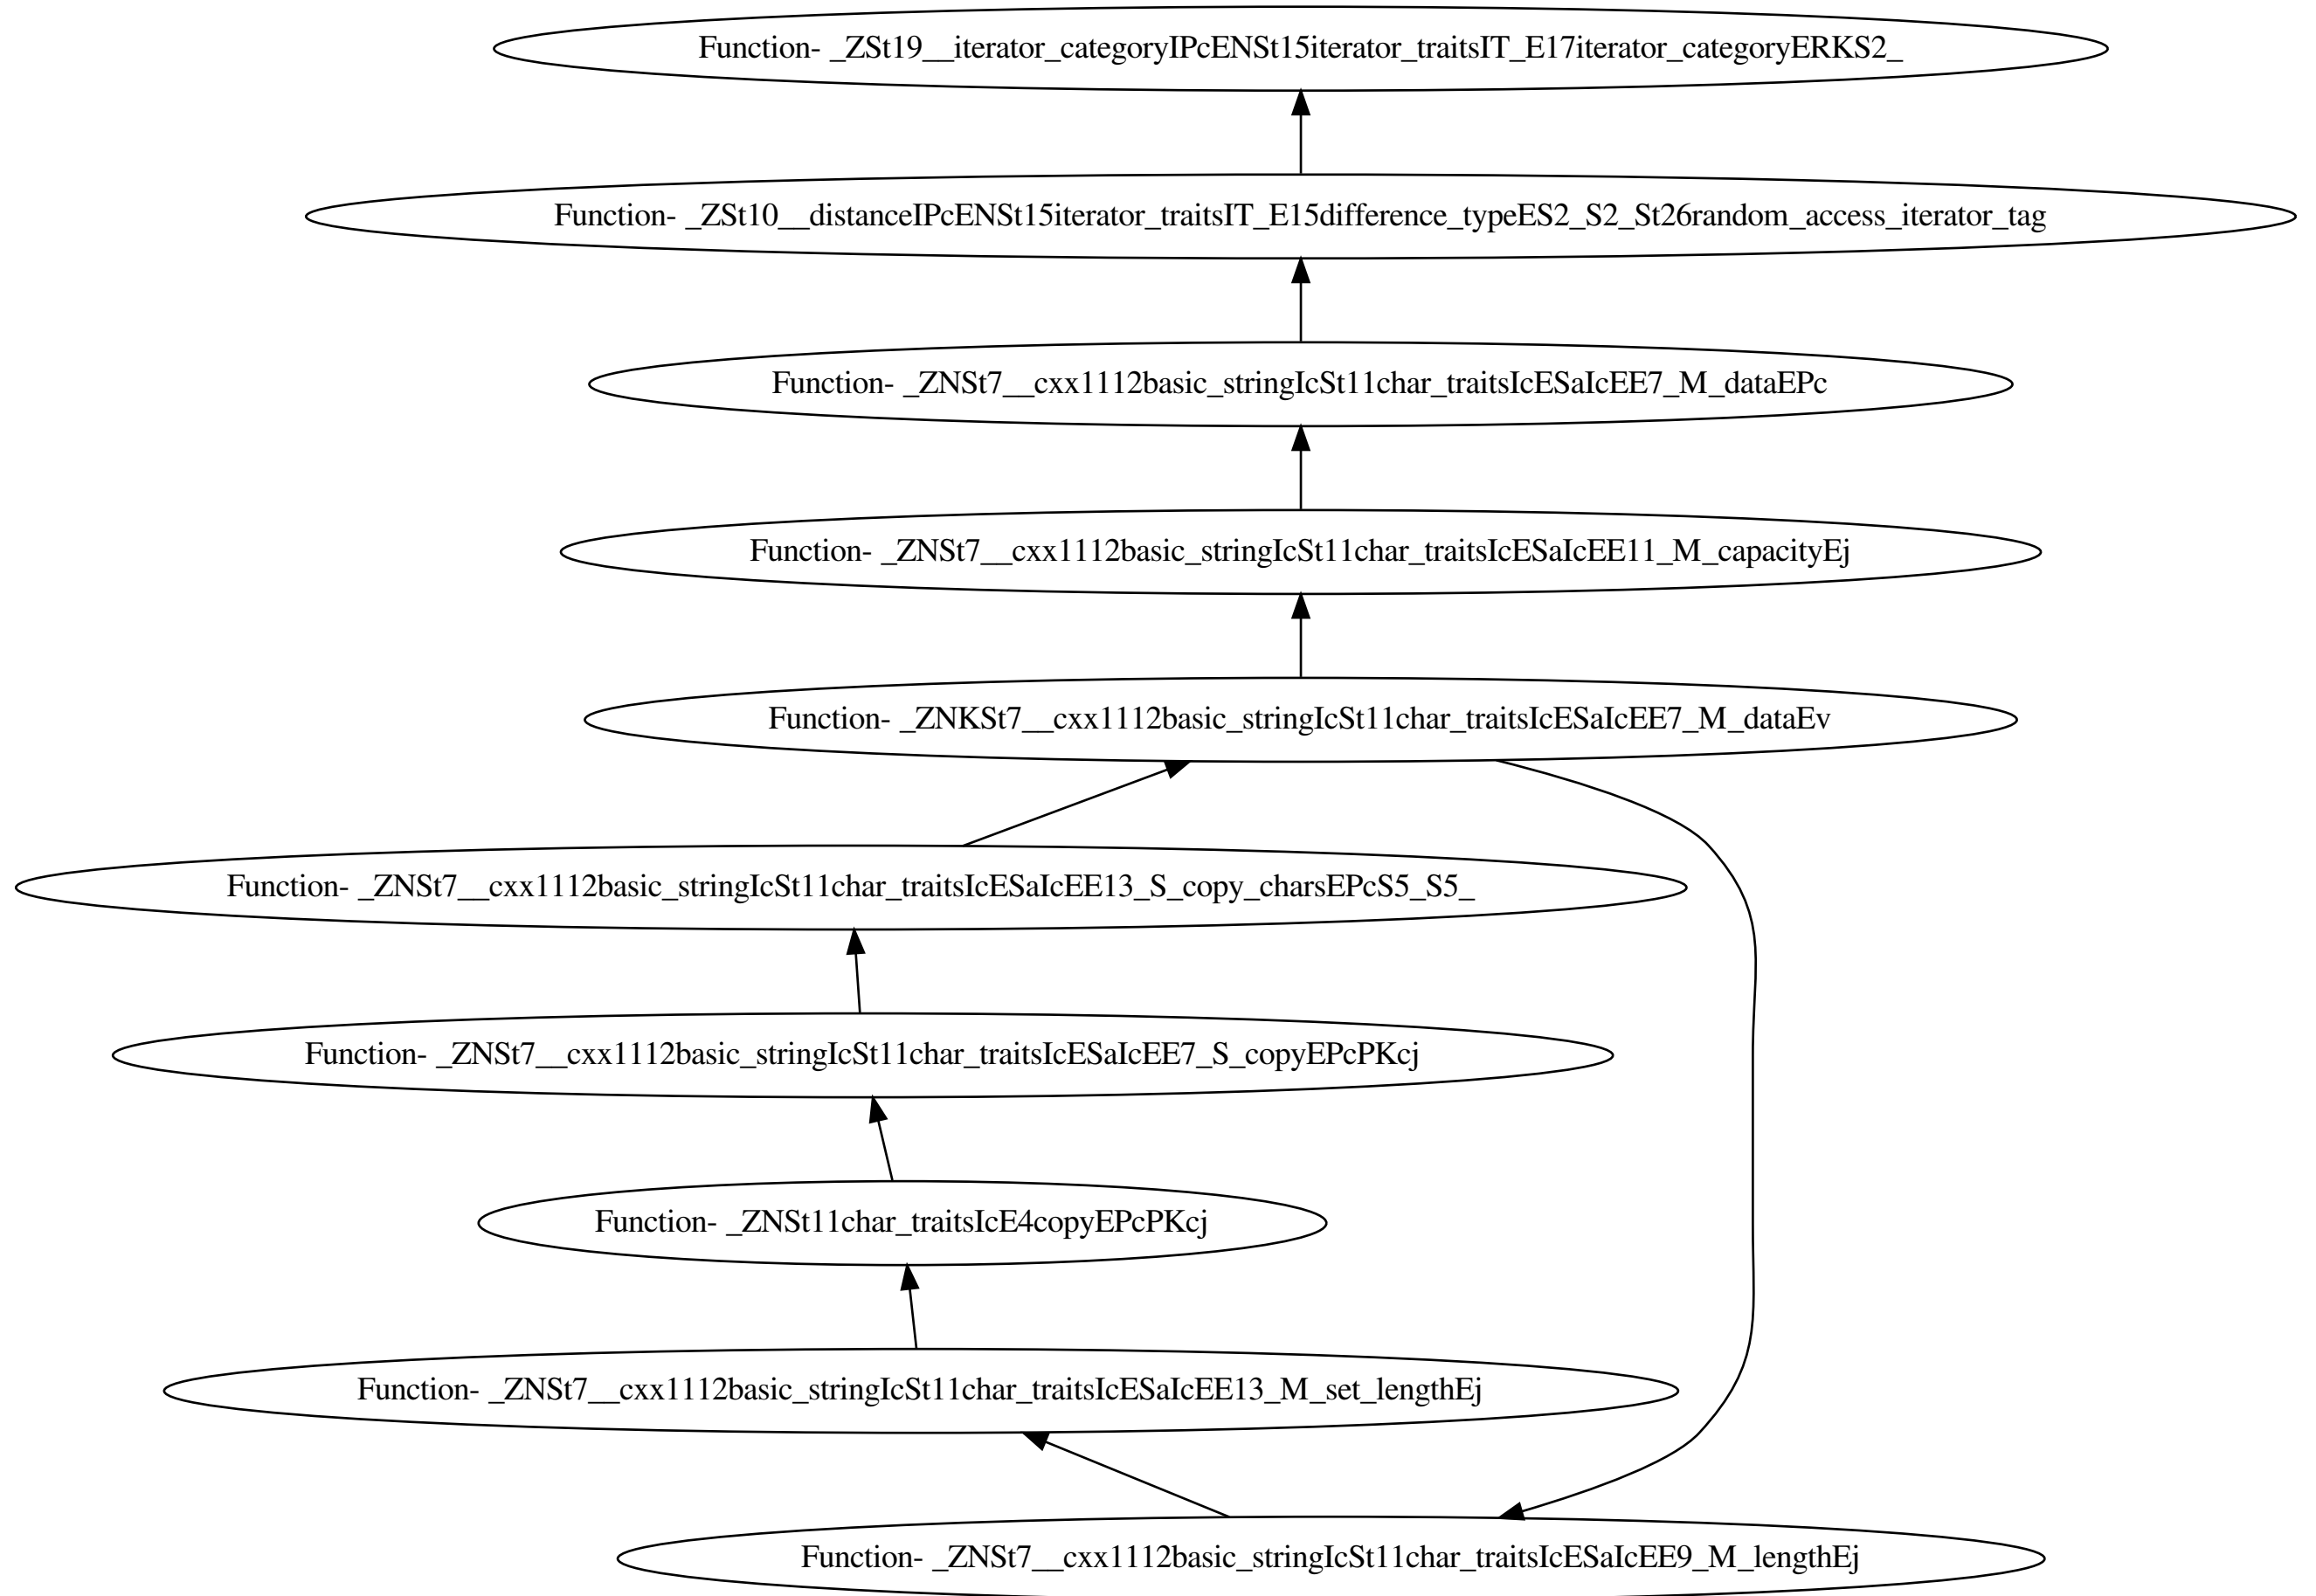 Function- _ZSt19__iterator_categoryIPcENSt15iterator_traitsIT_E17iterator_categoryERKS2_
Function- _ZSt10__distanceIPcENSt15iterator_traitsIT_E15difference_typeES2_S2_St26random_access_iterator_tag
Function- _ZNSt7__cxx1112basic_stringIcSt11char_traitsIcESaIcEE7_M_dataEPc
Function- _ZNSt7__cxx1112basic_stringIcSt11char_traitsIcESaIcEE11_M_capacityEj
Function- _ZNKSt7__cxx1112basic_stringIcSt11char_traitsIcESaIcEE7_M_dataEv
Function- _ZNSt7__cxx1112basic_stringIcSt11char_traitsIcESaIcEE13_S_copy_charsEPcS5_S5_
Function- _ZNSt7__cxx1112basic_stringIcSt11char_traitsIcESaIcEE7_S_copyEPcPKcj
Function- _ZNSt11char_traitsIcE4copyEPcPKcj
Function- _ZNSt7__cxx1112basic_stringIcSt11char_traitsIcESaIcEE13_M_set_lengthEj
Function- _ZNSt7__cxx1112basic_stringIcSt11char_traitsIcESaIcEE9_M_lengthEj